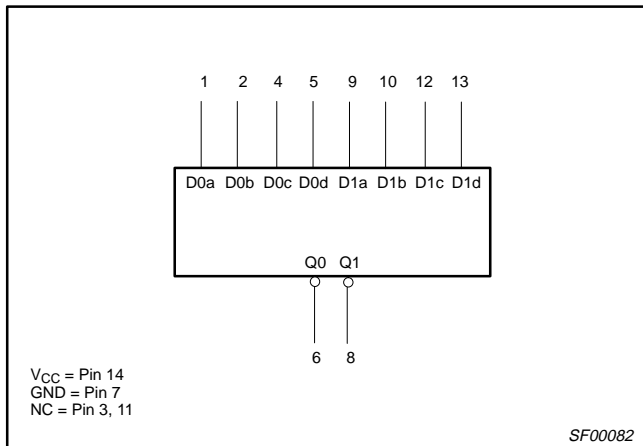 1 2 4 5 9 10 12 13
D0a D0b D0c D0d D1a D1b D1c D1d
Q0 Q1
6 8
VCC = Pin 14
GND = Pin 7
NC = Pin 3, 11
SF00082